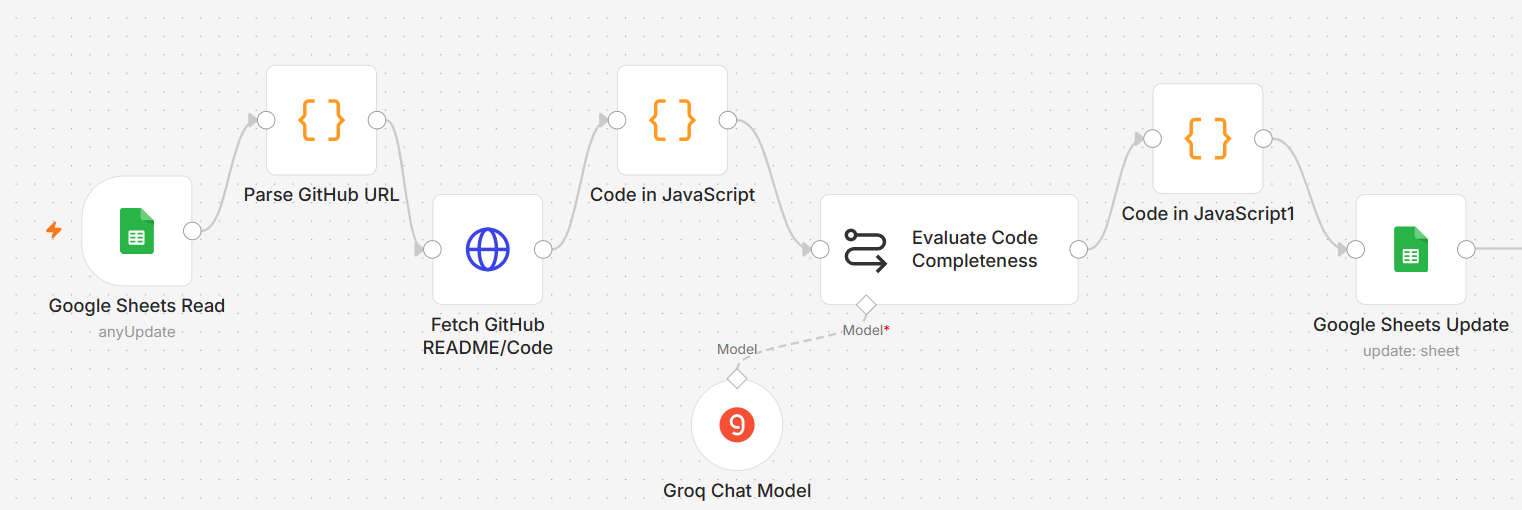 Google Sheets Read
anyUpdate
Parse GitHub URL
Fetch GitHub
README/Code
Code in JavaScript
Evaluate Code
Completeness
Model*
Model
Groq Chat Model
Code in JavaScript1
Google Sheets Update
update: sheet